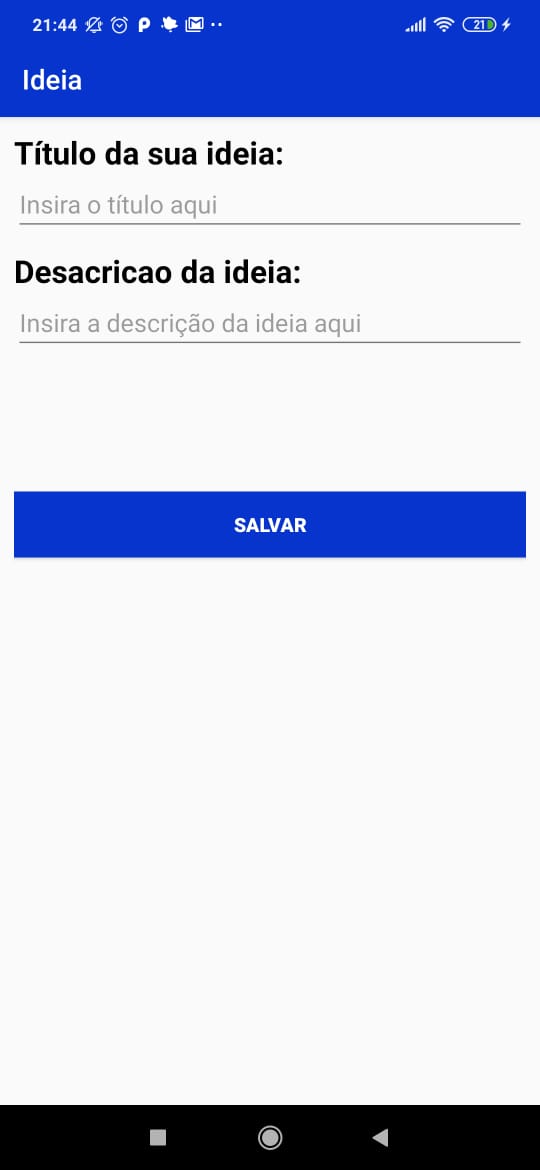 21:44 21
Ideia
Título da sua ideia:
Insira o título aqui
Desacricao da ideia:
Insira a descrição da ideia aqui
SALVAR